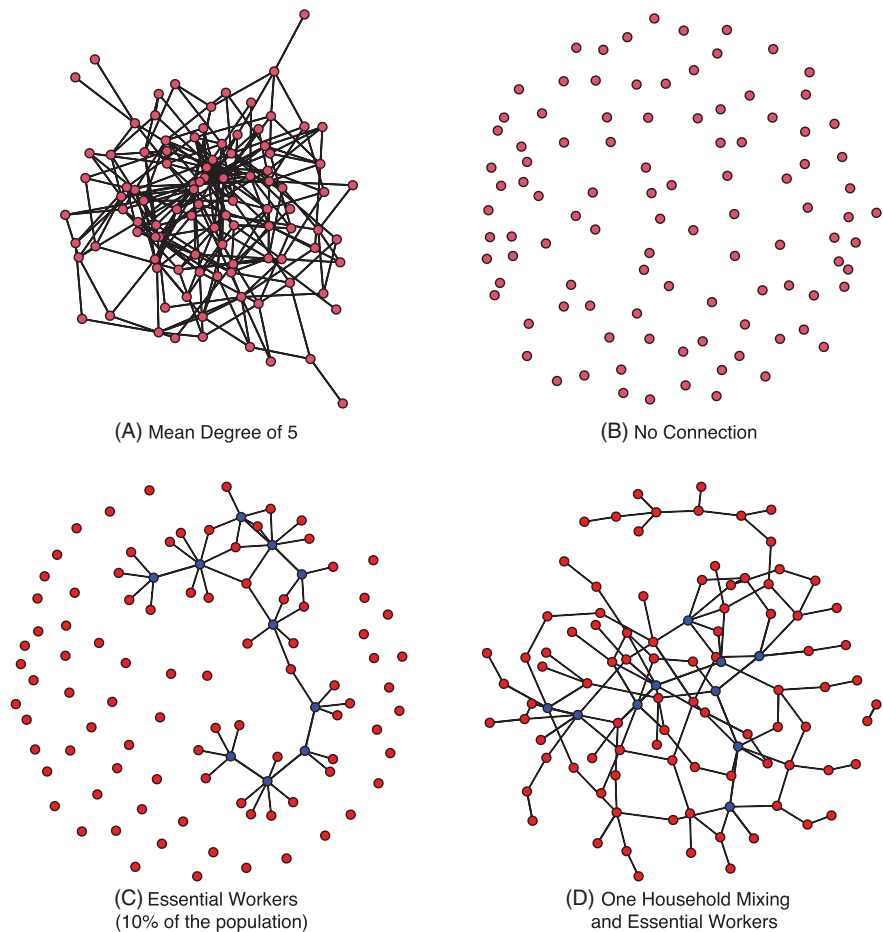 (A) Mean Degree of 5
(B) No Connection
(C) Essential Workers
(10% of the population)
(D) One Household Mixing
and Essential Workers